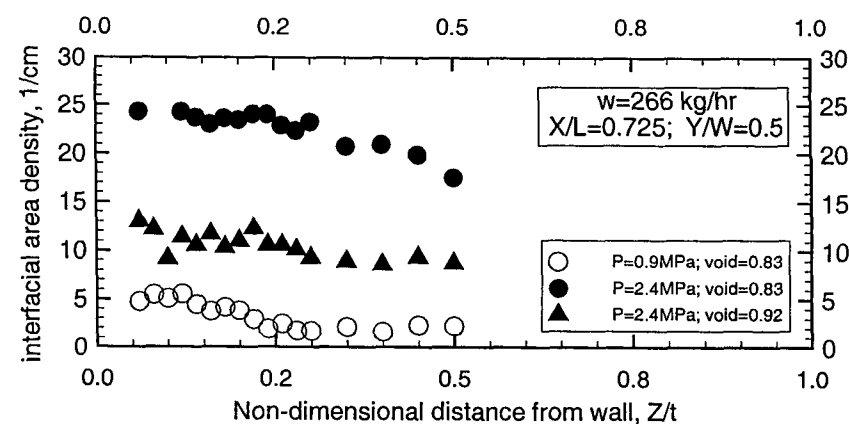 0.0 0.2 0.5 0.8 1.0
30 30
25 25
20 20
15 15
10 10
5 5
0 0
interfacial area density, 1/cm
w=266 kg/hr
X/L=0.725; Y/W=0.5
P=0.9MPa; void=0.83
P=2.4MPa; void=0.83
P=2.4MPa; void=0.92
0.0 0.2 0.5 0.8 1.0
Non-dimensional distance from wall, Z/t